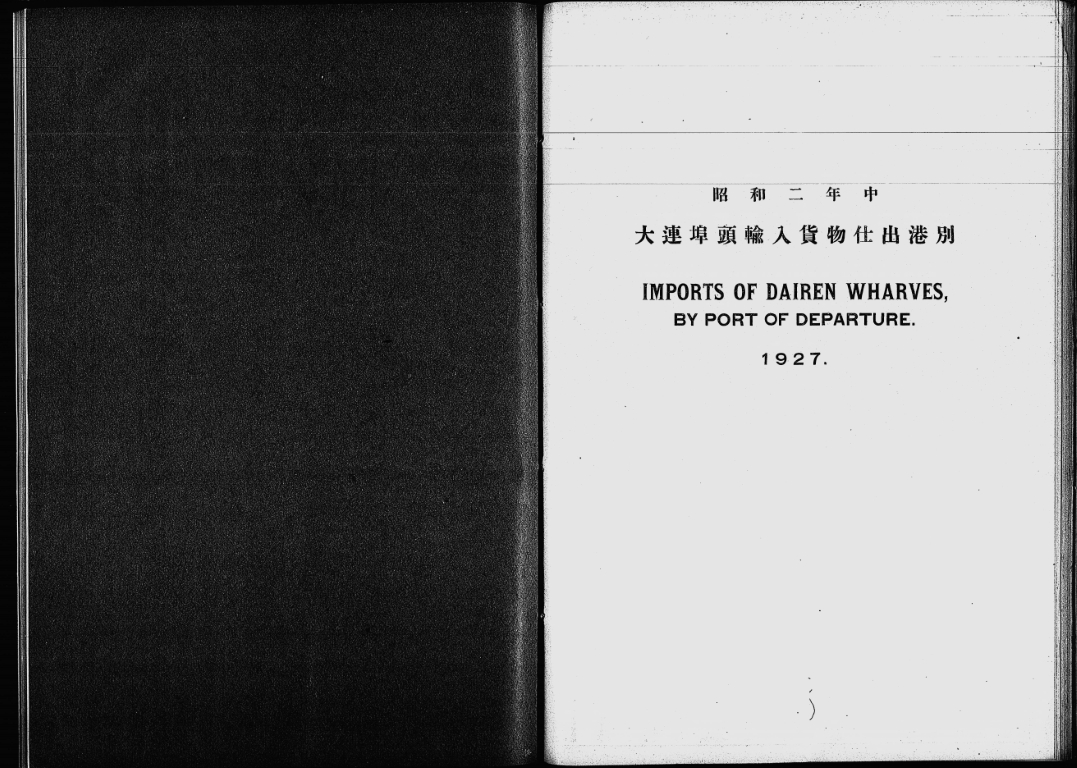 昭和二年中
大連埠頭輸入貨物仕出港別
IMPORTS OF DAIREN WHARVES,
BY PORT OF DEPARTURE.
1927.